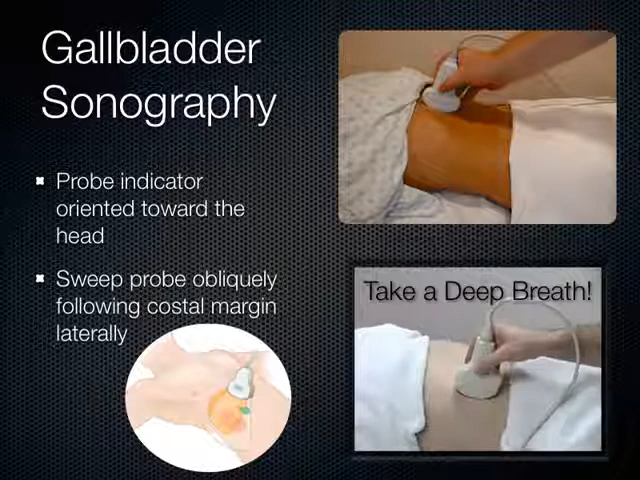 Gallbladder
Sonography
Probe indicator
oriented toward the
head
Sweep probe obliquely
following costal margin
laterally
Take a Deep Breath!